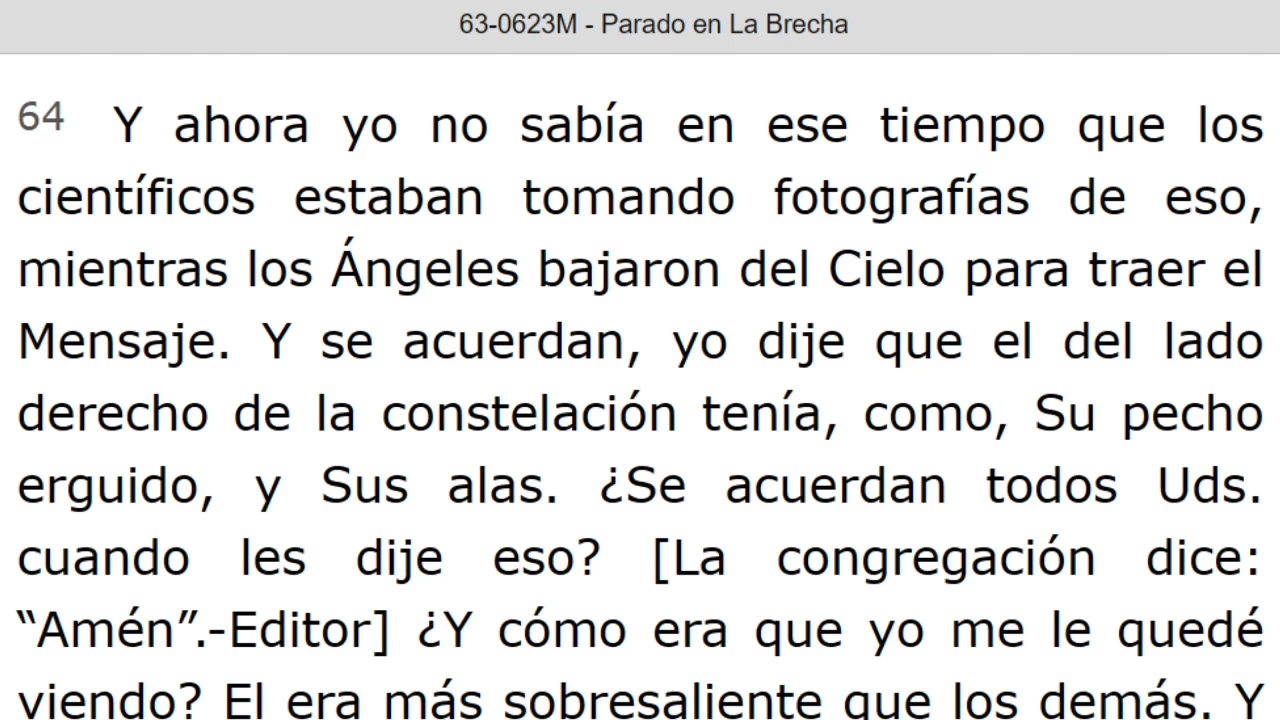 63-0623M - Parado en La Brecha
64 Y ahora yo no sabía en ese tiempo que los
científicos estaban tomando fotografías de eso,
mientras los Ángeles bajaron del Cielo para traer el
Mensaje. Y se acuerdan, yo dije que el del lado
derecho de la constelación tenía, como, Su pecho
erguido, y Sus alas. ¿Se acuerdan todos Uds.
cuando les dije eso? [La congregación dice:
“Amén”.-Editor] ¿Y cómo era que yo me le quedé
viendo? El era más sobresaliente que los demás. Y